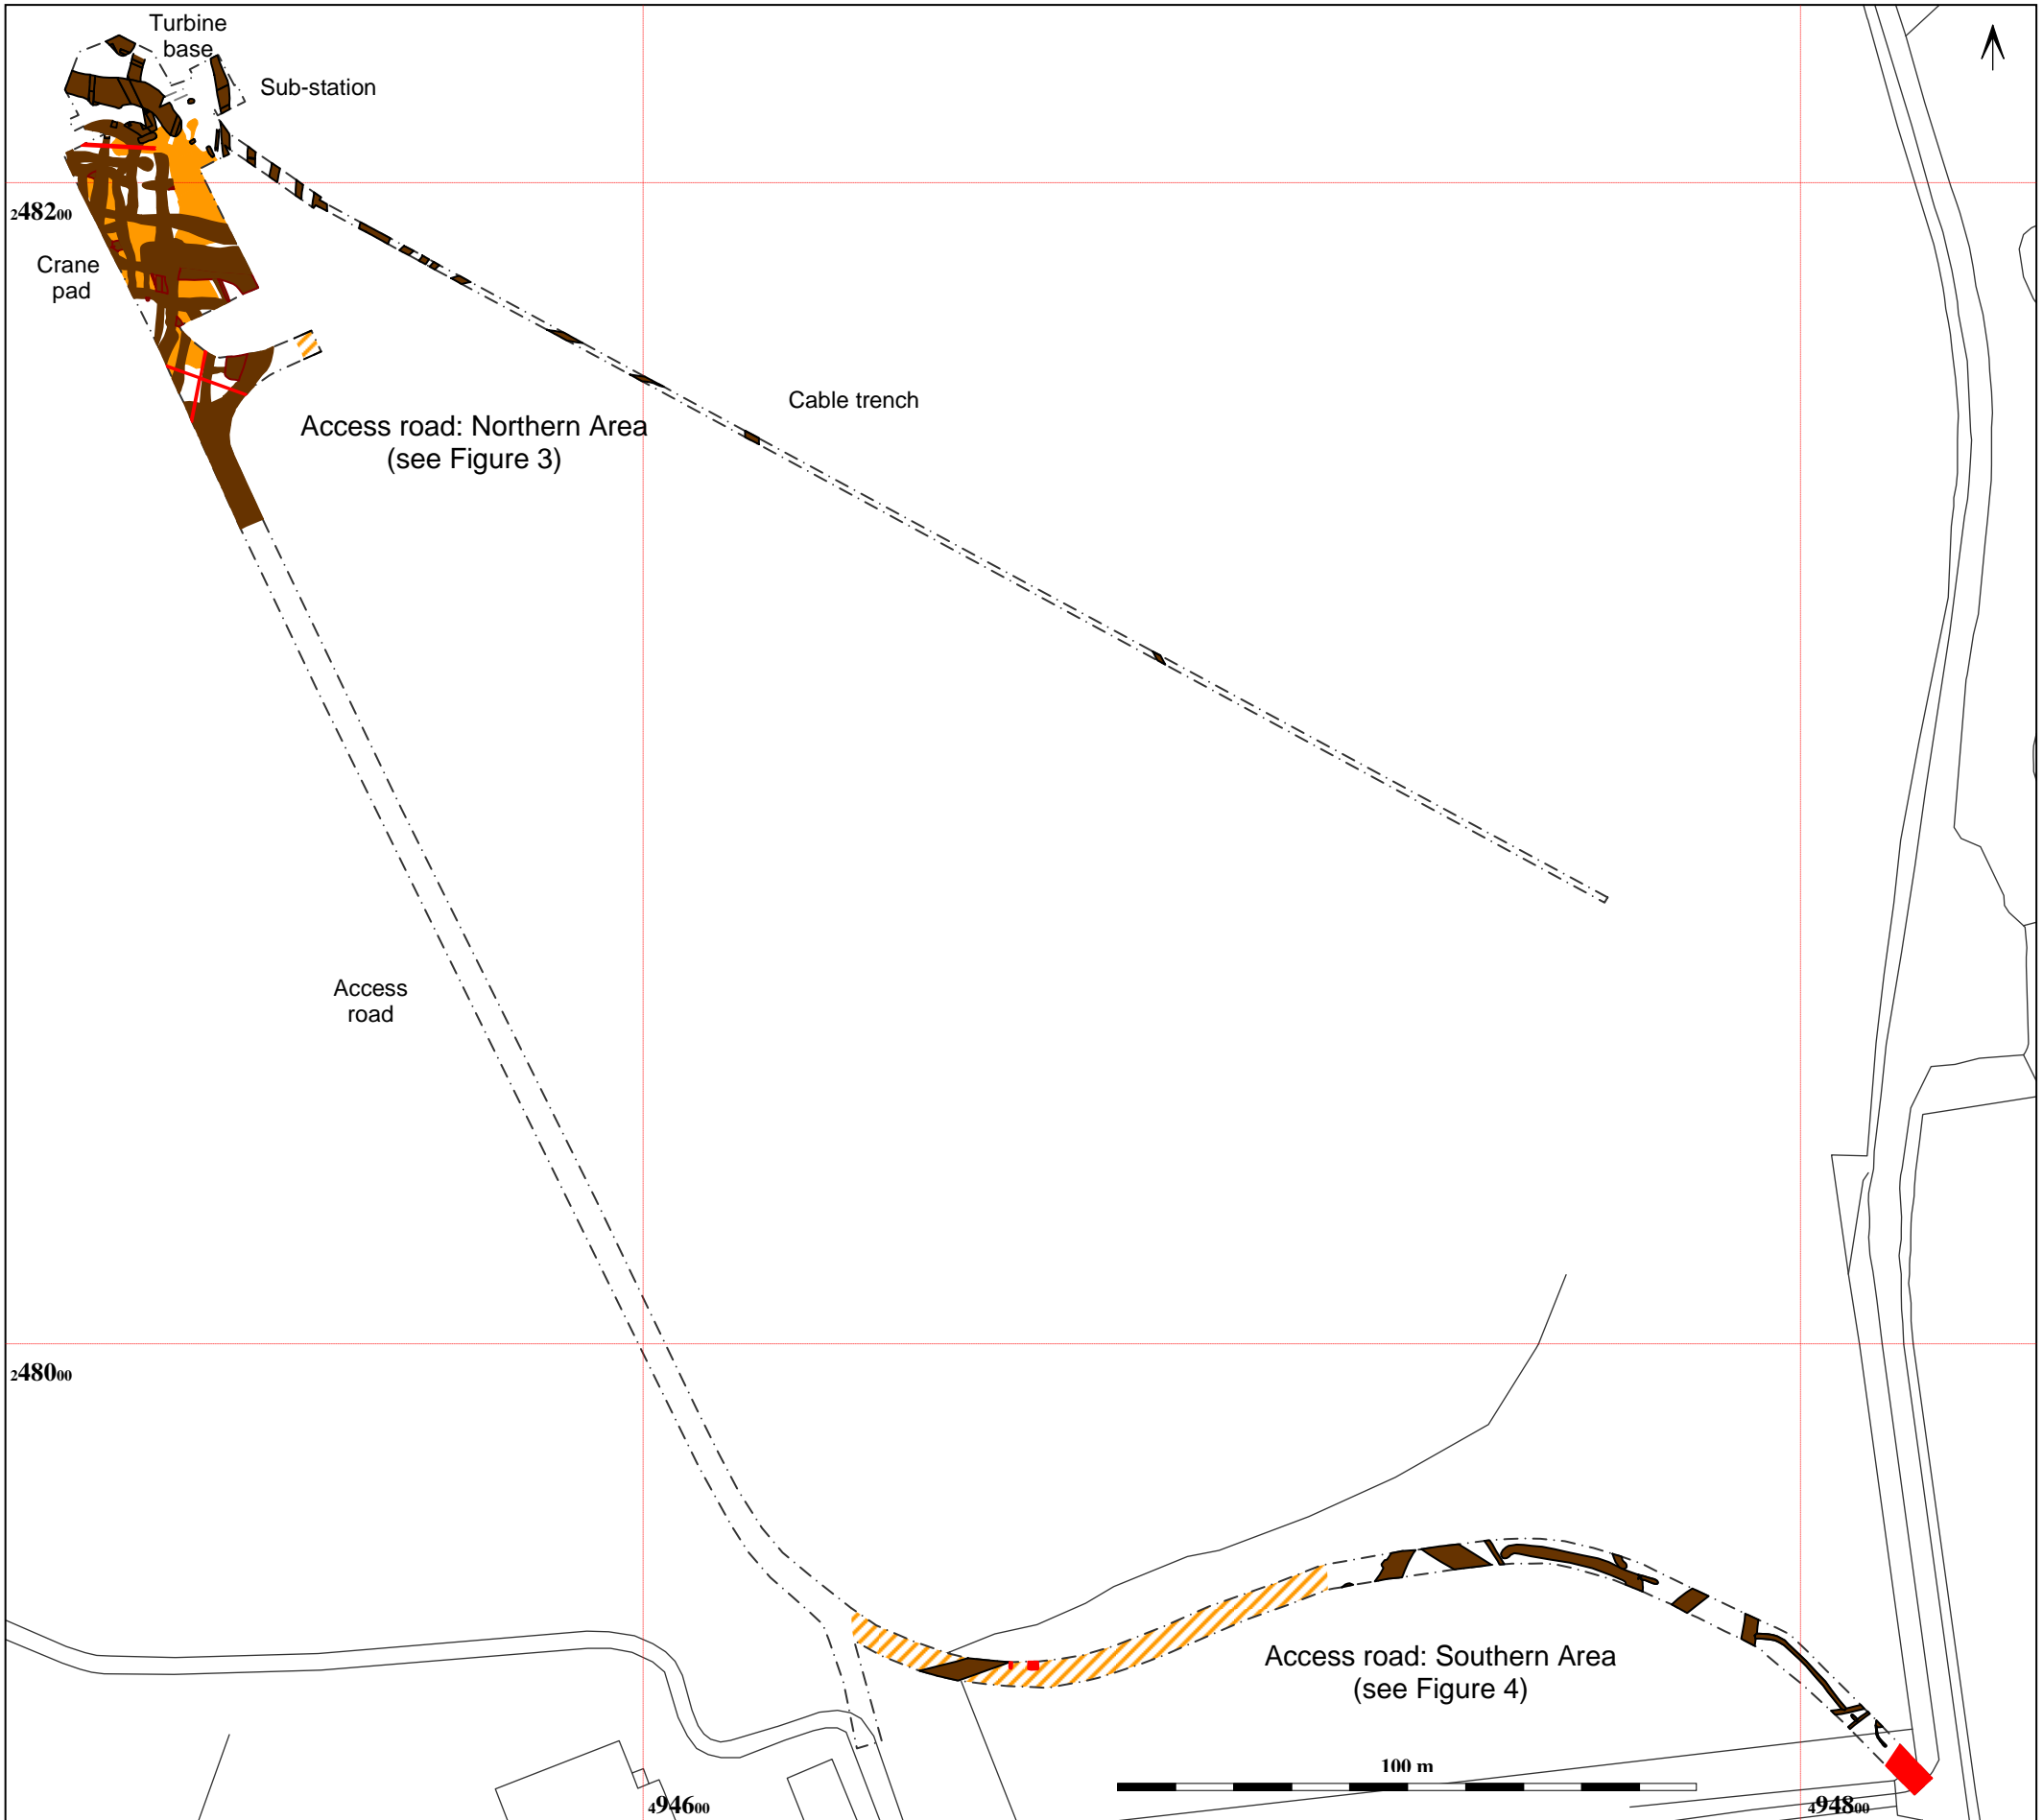 Turbine
base
Sub-station
248200
Crane
pad
Cable trench
Access road: Northern Area
(see Figure 3)
Access
road
248000
Access road: Southern Area
(see Figure 4)
100 m
494600
494800